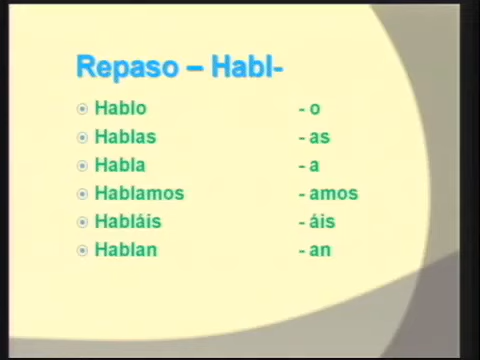 Repaso – Habl-
Hablo - o
Hablas - as
Habla - a
Hablamos - amos
Habláis - áis
Hablan - an